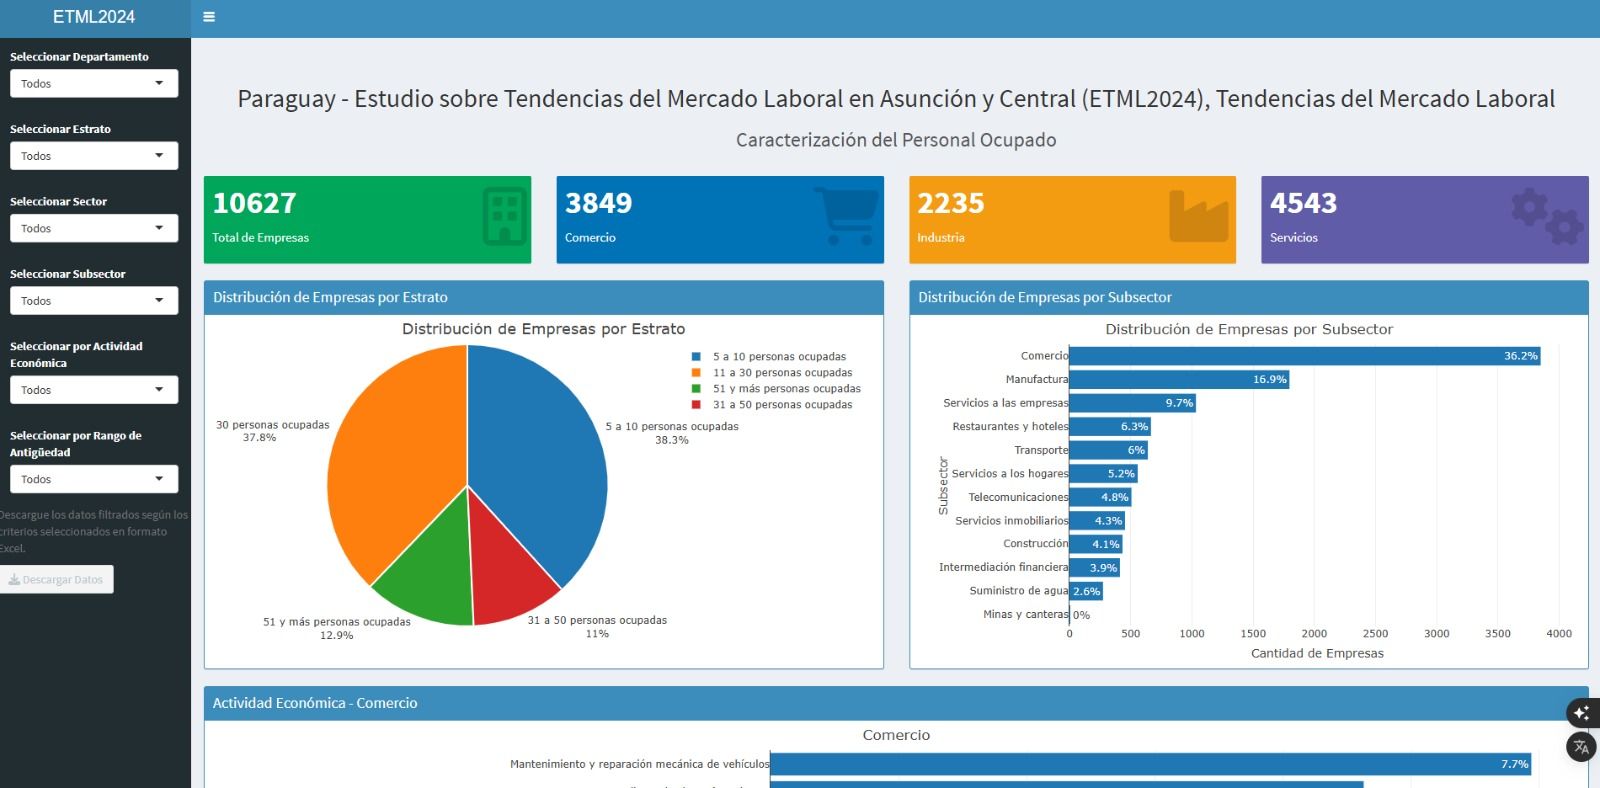 ETML2024
Seleccionar Departamento
Todos
Seleccionar Estrato
Todos
Seleccionar Sector
Todos
Seleccionar Subsector
Todos
Seleccionar por Actividad
Económica
Todos
Seleccionar por Rango de
Antigüedad
Todos
Descargue los datos filtrados según los
criterios seleccionados en formato
Excel.
Descargar Datos
Paraguay - Estudio sobre Tendencias del Mercado Laboral en Asunción y Central (ETML2024), Tendencias del Mercado Laboral
Caracterización del Personal Ocupado
10627
Total de Empresas
3849
Comercio
2235
Industria
4543
Servicios
Distribución de Empresas por Estrato
Distribución de Empresas por Estrato
5 a 10 personas ocupadas
11 a 30 personas ocupadas
51 y más personas ocupadas
31 a 50 personas ocupadas
30 personas ocupadas
37.8%
5 a 10 personas ocupadas
38.3%
51 y más personas ocupadas
12.9%
31 a 50 personas ocupadas
11%
Distribución de Empresas por Subsector
Distribución de Empresas por Subsector
Subsector
Comercio 36.2%
Manufactura 16.9%
Servicios a las empresas 9.7%
Restaurantes y hoteles 6.3%
Transporte 6%
Servicios a los hogares 5.2%
Telecomunicaciones 4.8%
Servicios inmobiliarios 4.3%
Construcción 4.1%
Intermediación financiera 3.9%
Suministro de agua 2.6%
Minas y canteras 0%
0 500 1000 1500 2000 2500 3000 3500 4000
Cantidad de Empresas
Actividad Económica - Comercio
Comercio
Mantenimiento y reparación mecánica de vehículos 7.7%